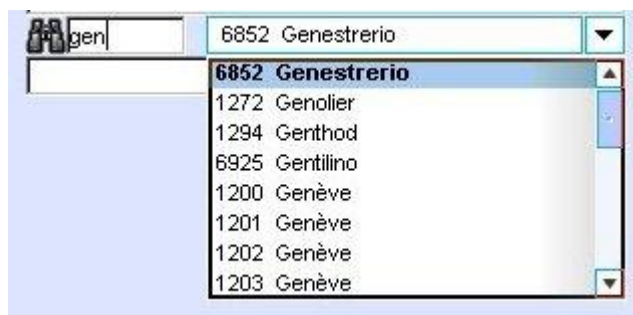 gen 6852 Genestrerio
6852 Genestrerio
1272 Genolier
1294 Genthod
6925 Gentilino
1200 Genève
1201 Genève
1202 Genève
1203 Genève